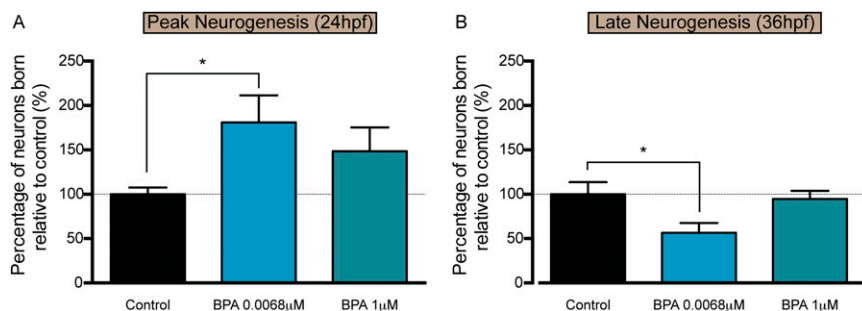 A
Peak Neurogenesis (24hpf)
Percentage of neurons born
relative to control (%)
250
200
150
100
50
0
*
Control
BPA 0.0068μM
BPA 1μM
B
Late Neurogenesis (36hpf)
Percentage of neurons born
relative to control (%)
250
200
150
100
50
0
*
Control
BPA 0.0068μM
BPA 1μM